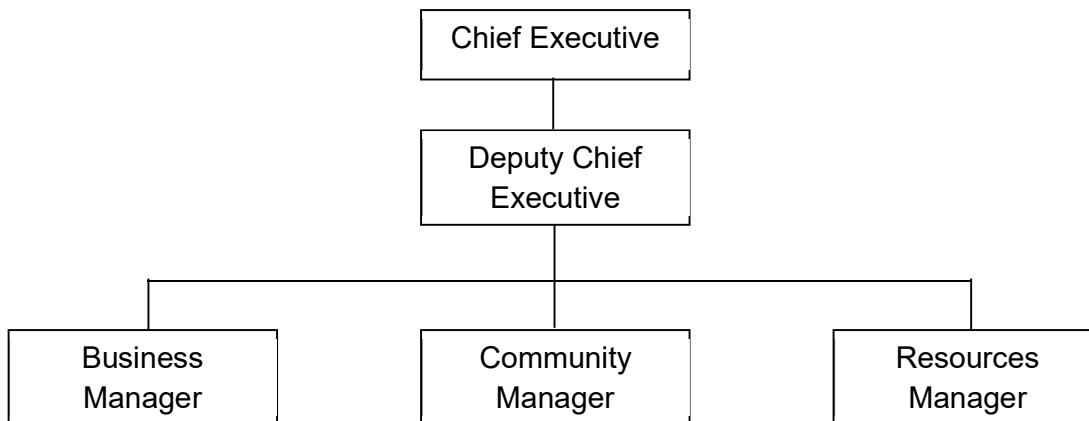 Chief Executive
Deputy Chief
Executive
Business
Manager
Community
Manager
Resources
Manager